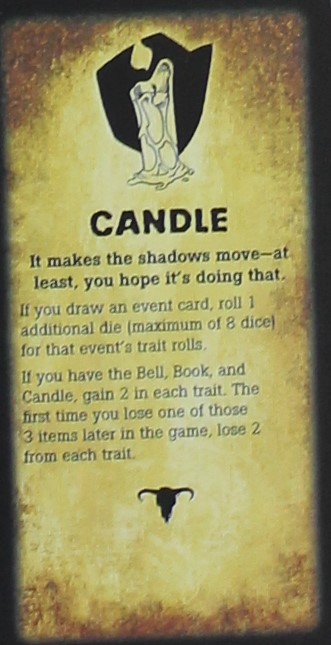 CANDLE
It makes the shadows move—at
least, you hope it's doing that.
If you draw an event card, roll 1
additional die (maximum of 8 dice)
for that event's trait rolls.
If you have the Bell, Book, and
Candle, gain 2 in each trait. The
first time you lose one of those
3 items later in the game, lose 2
from each trait.